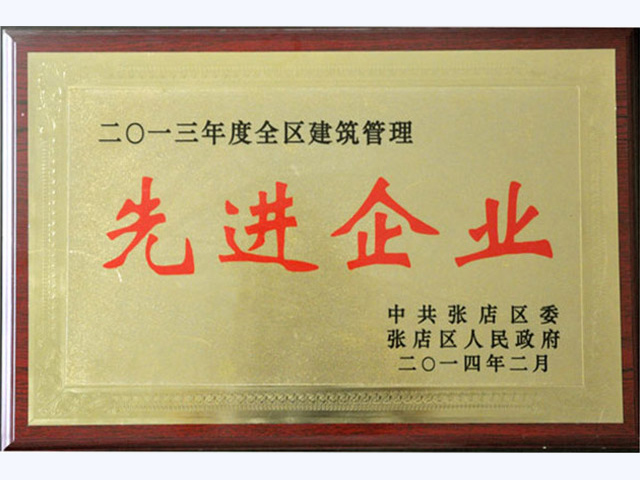 二〇一三年度全区建筑管理
先进企业
中共张店区委
张店区人民政府
二〇一四年二月